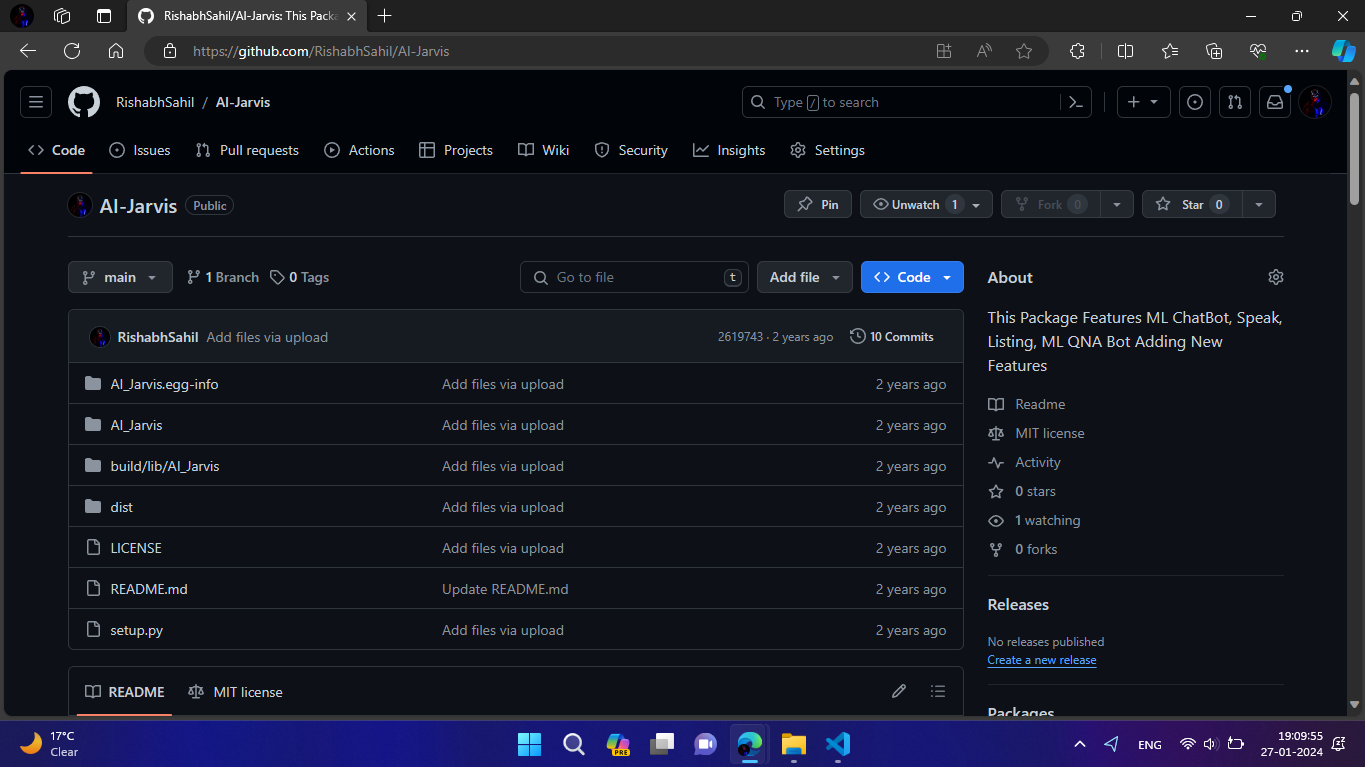 RishabhSahil/AI-Jarvis: This Packa
https://github.com/RishabhSahil/AI-Jarvis
RishabhSahil / AI-Jarvis
Type / to search
Code Issues Pull requests Actions Projects Wiki Security Insights Settings
AI-Jarvis Public
Pin Unwatch 1 Fork 0 Star 0
main 1 Branch 0 Tags Go to file t Add file Code
RishabhSahil Add files via upload 2619743 · 2 years ago 10 Commits
AI_Jarvis.egg-info Add files via upload 2 years ago
AI_Jarvis Add files via upload 2 years ago
build/lib/AI_Jarvis Add files via upload 2 years ago
dist Add files via upload 2 years ago
LICENSE Add files via upload 2 years ago
README.md Update README.md 2 years ago
setup.py Add files via upload 2 years ago
README MIT license
About
This Package Features ML ChatBot, Speak,
Listing, ML QNA Bot Adding New
Features
Readme
MIT license
Activity
0 stars
1 watching
0 forks
Releases
No releases published
Create a new release
Packages
17°C
Clear
PRE
ENG
19:09:55
27-01-2024